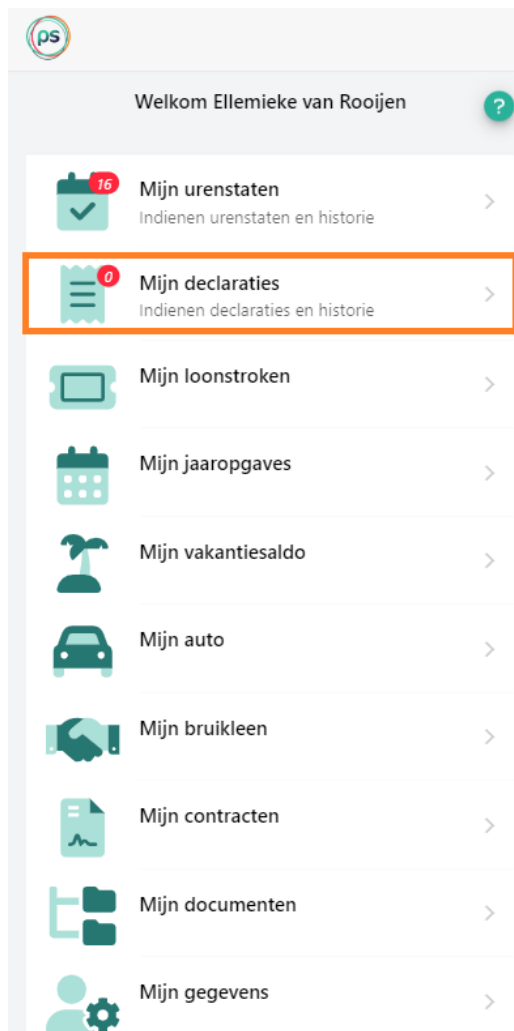 ps
Welkom Ellemieke van Rooijen
?
16
Mijn urenstaten
Indienen urenstaten en historie
0
Mijn declaraties
Indienen declaraties en historie
Mijn loonstroken
Mijn jaaropgaves
Mijn vakantiesaldo
Mijn auto
Mijn bruikleen
Mijn contracten
Mijn documenten
Mijn gegevens